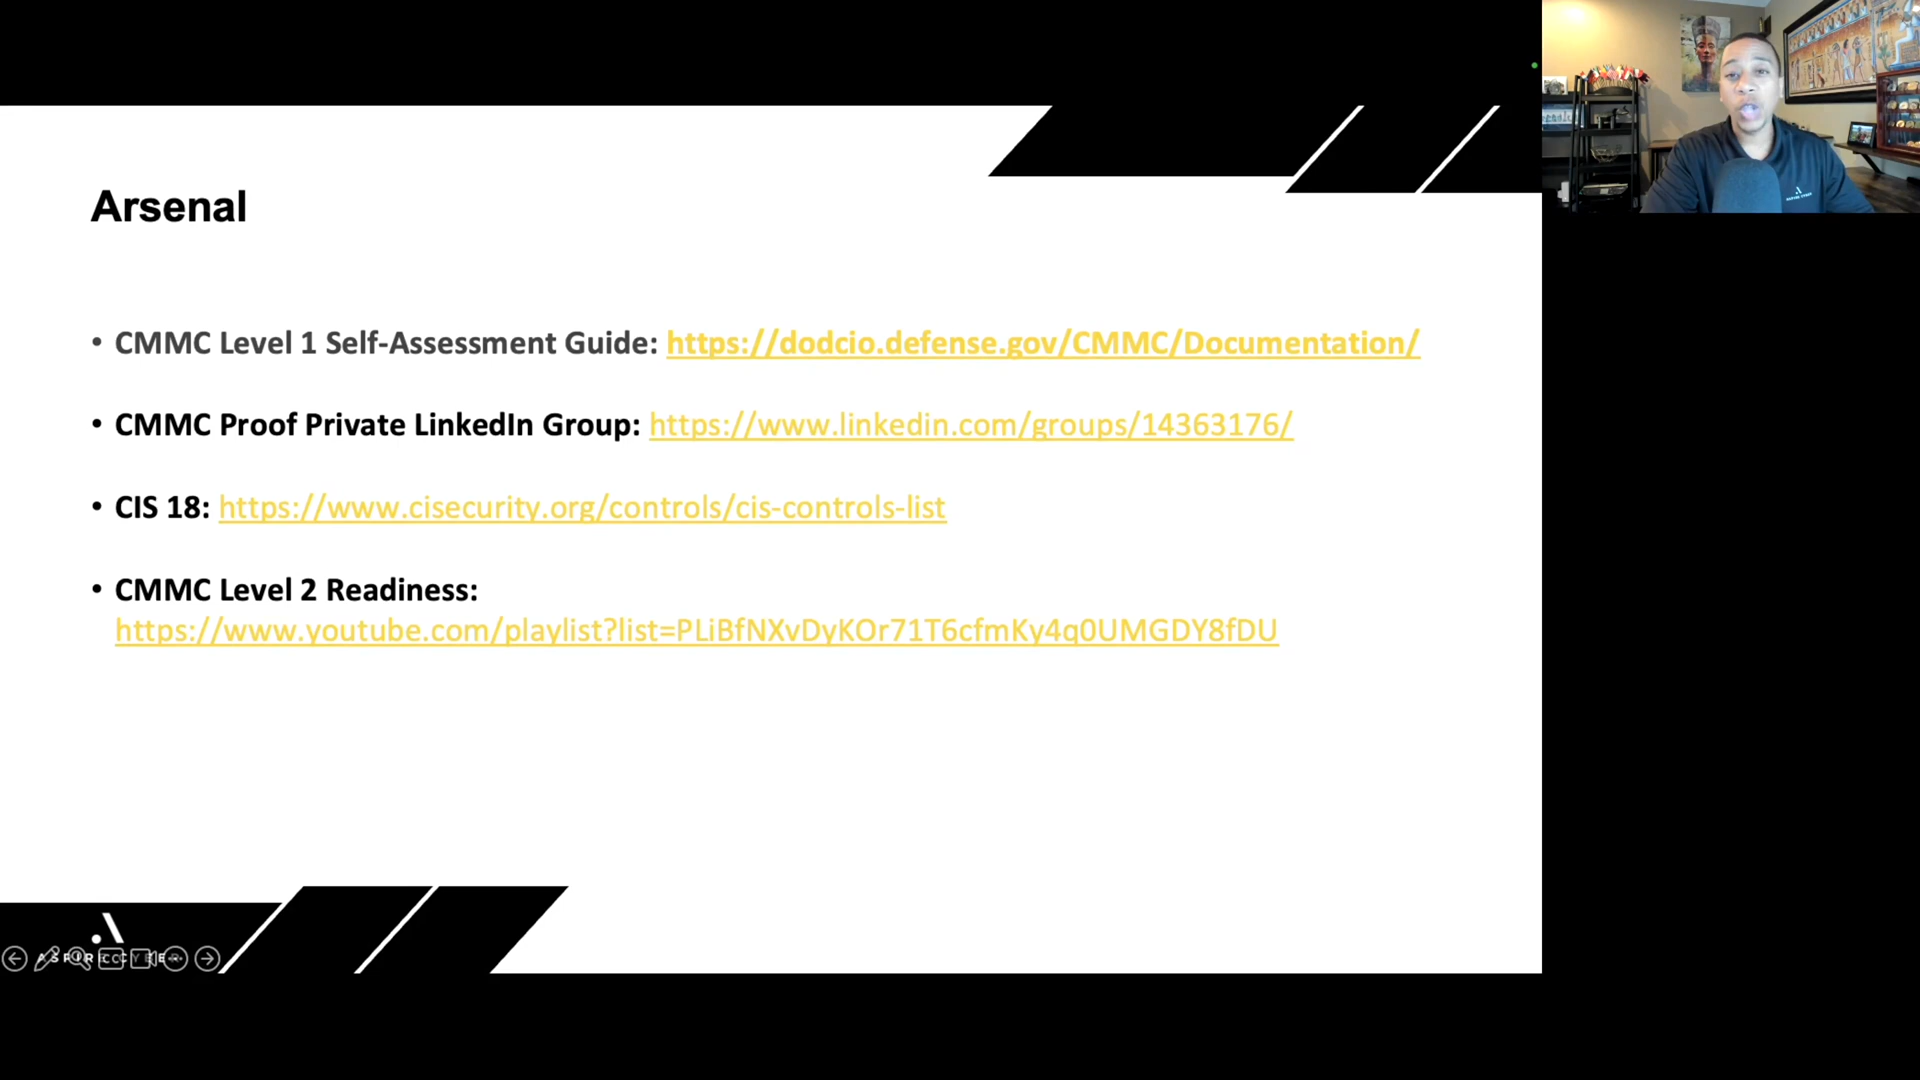 Arsenal
• CMMC Level 1 Self-Assessment Guide: https://dodcio.defense.gov/CMMC/Documentation/
• CMMC Proof Private LinkedIn Group: https://www.linkedin.com/groups/14363176/
• CIS 18: https://www.cisecurity.org/controls/cis-controls-list
• CMMC Level 2 Readiness:
https://www.youtube.com/playlist?list=PLiBfNXvDyKOr71T6cfmKy4q0UMGDY8fDU
ASPIRE CYBER